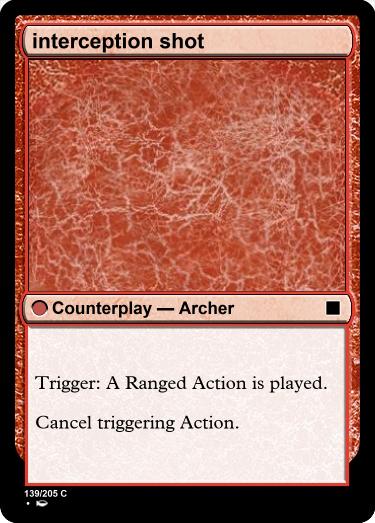 interception shot
Counterplay — Archer
Trigger: A Ranged Action is played.
Cancel triggering Action.
139/205 C